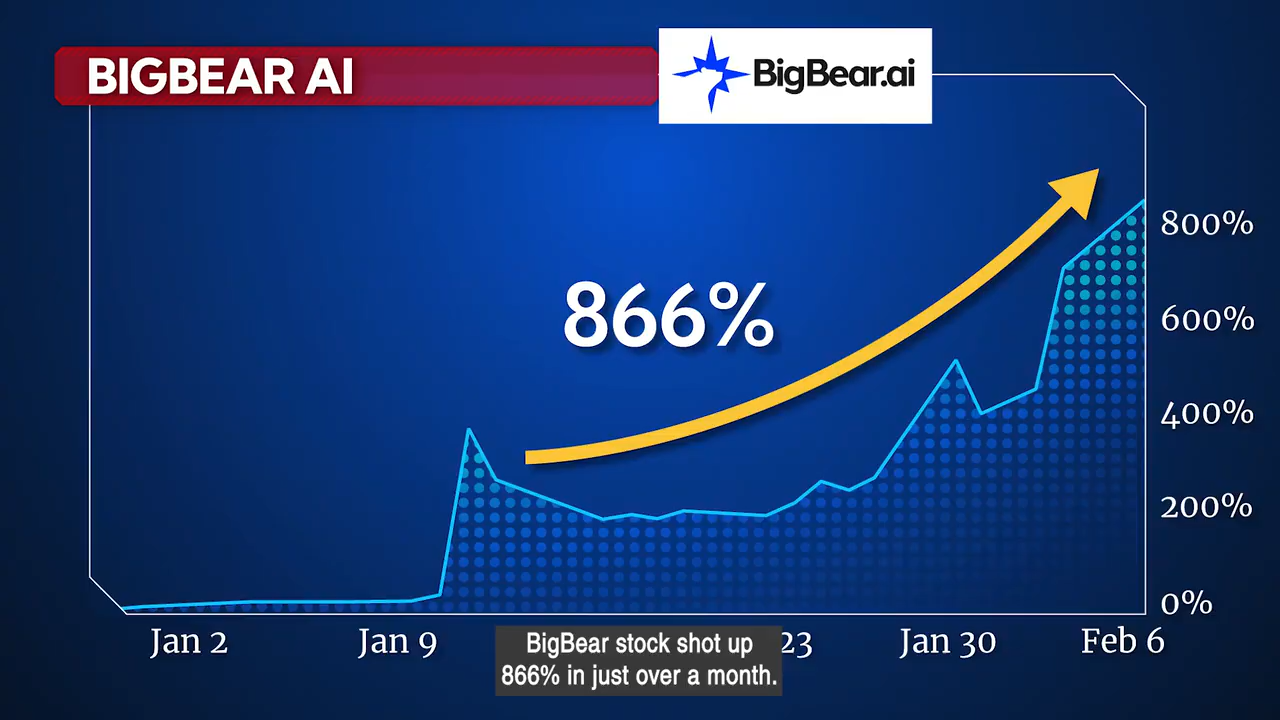 BIGBEAR AI
BigBear.ai
866%
800%
600%
400%
200%
0%
Jan 2
Jan 9
23
Jan 30
Feb 6
BigBear stock shot up
866% in just over a month.